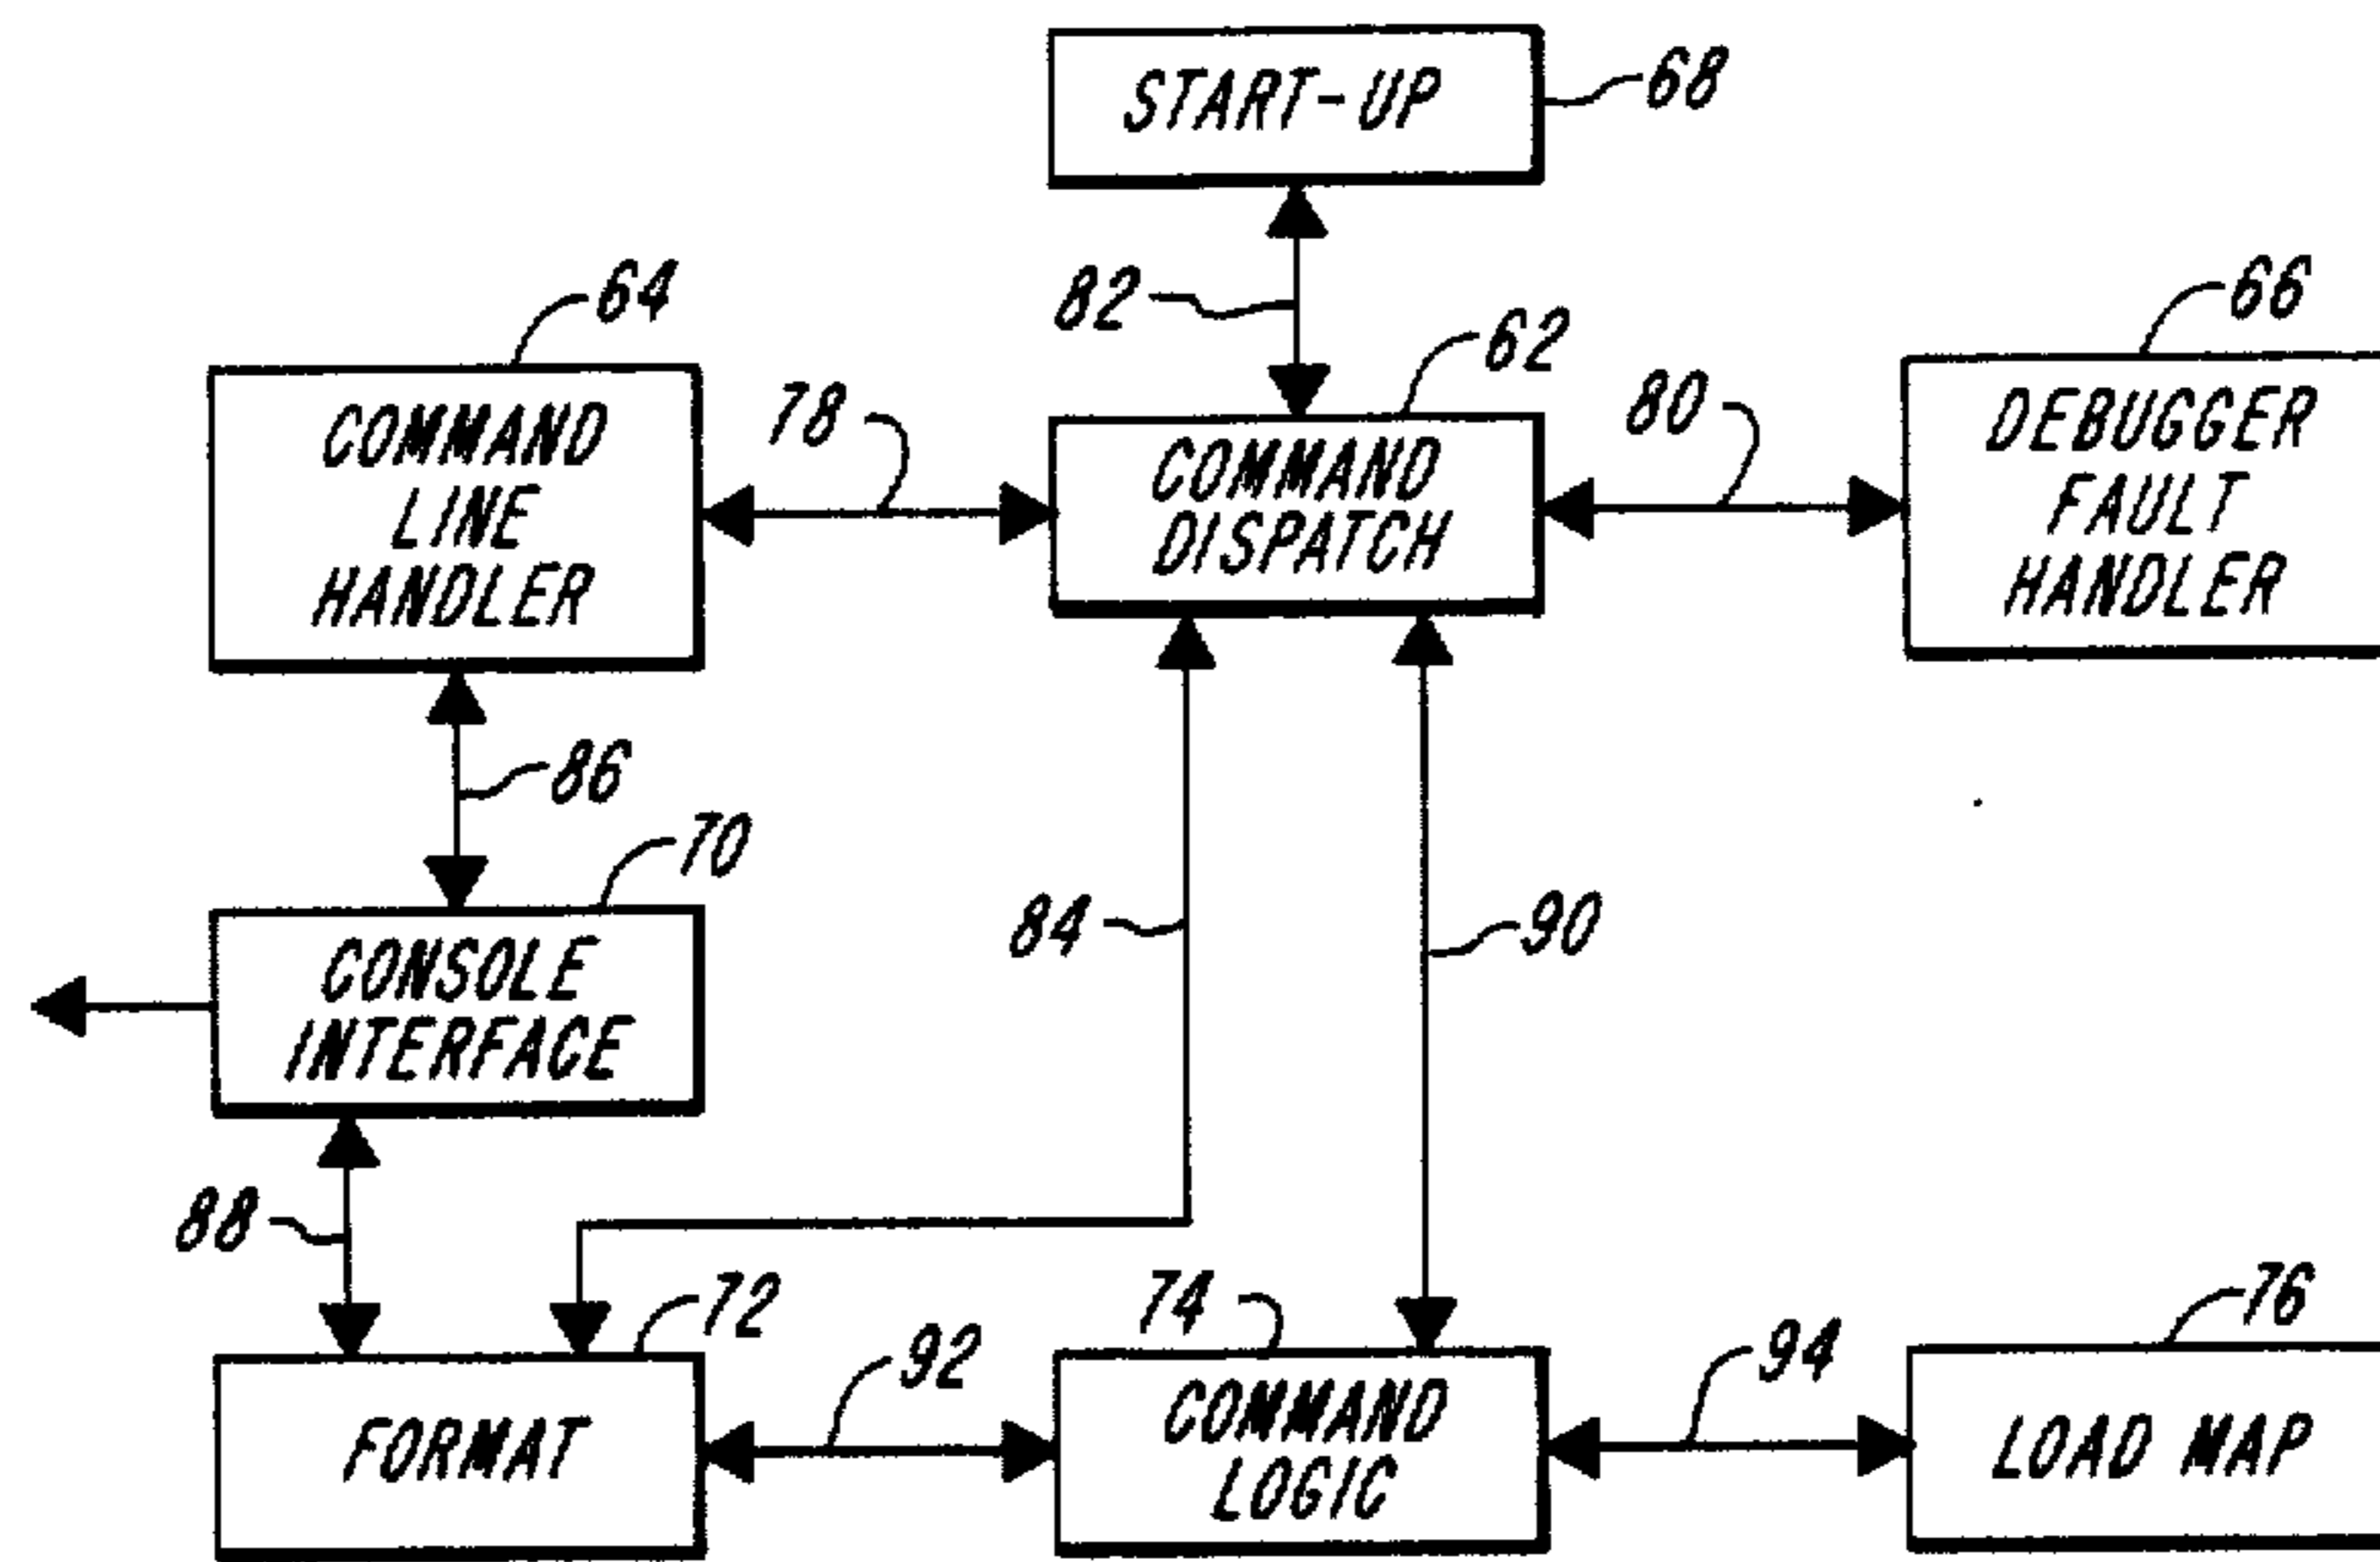 START-UP
68
82
64
62
66
78
80
COMMAND
LINE
HANDLER
COMMAND
DISPATCH
DEBUGGER
FAULT
HANDLER
86
70
84
90
CONSOLE
INTERFACE
88
72
74
76
92
94
FORMAT
COMMAND
LOGIC
LOAD MAP